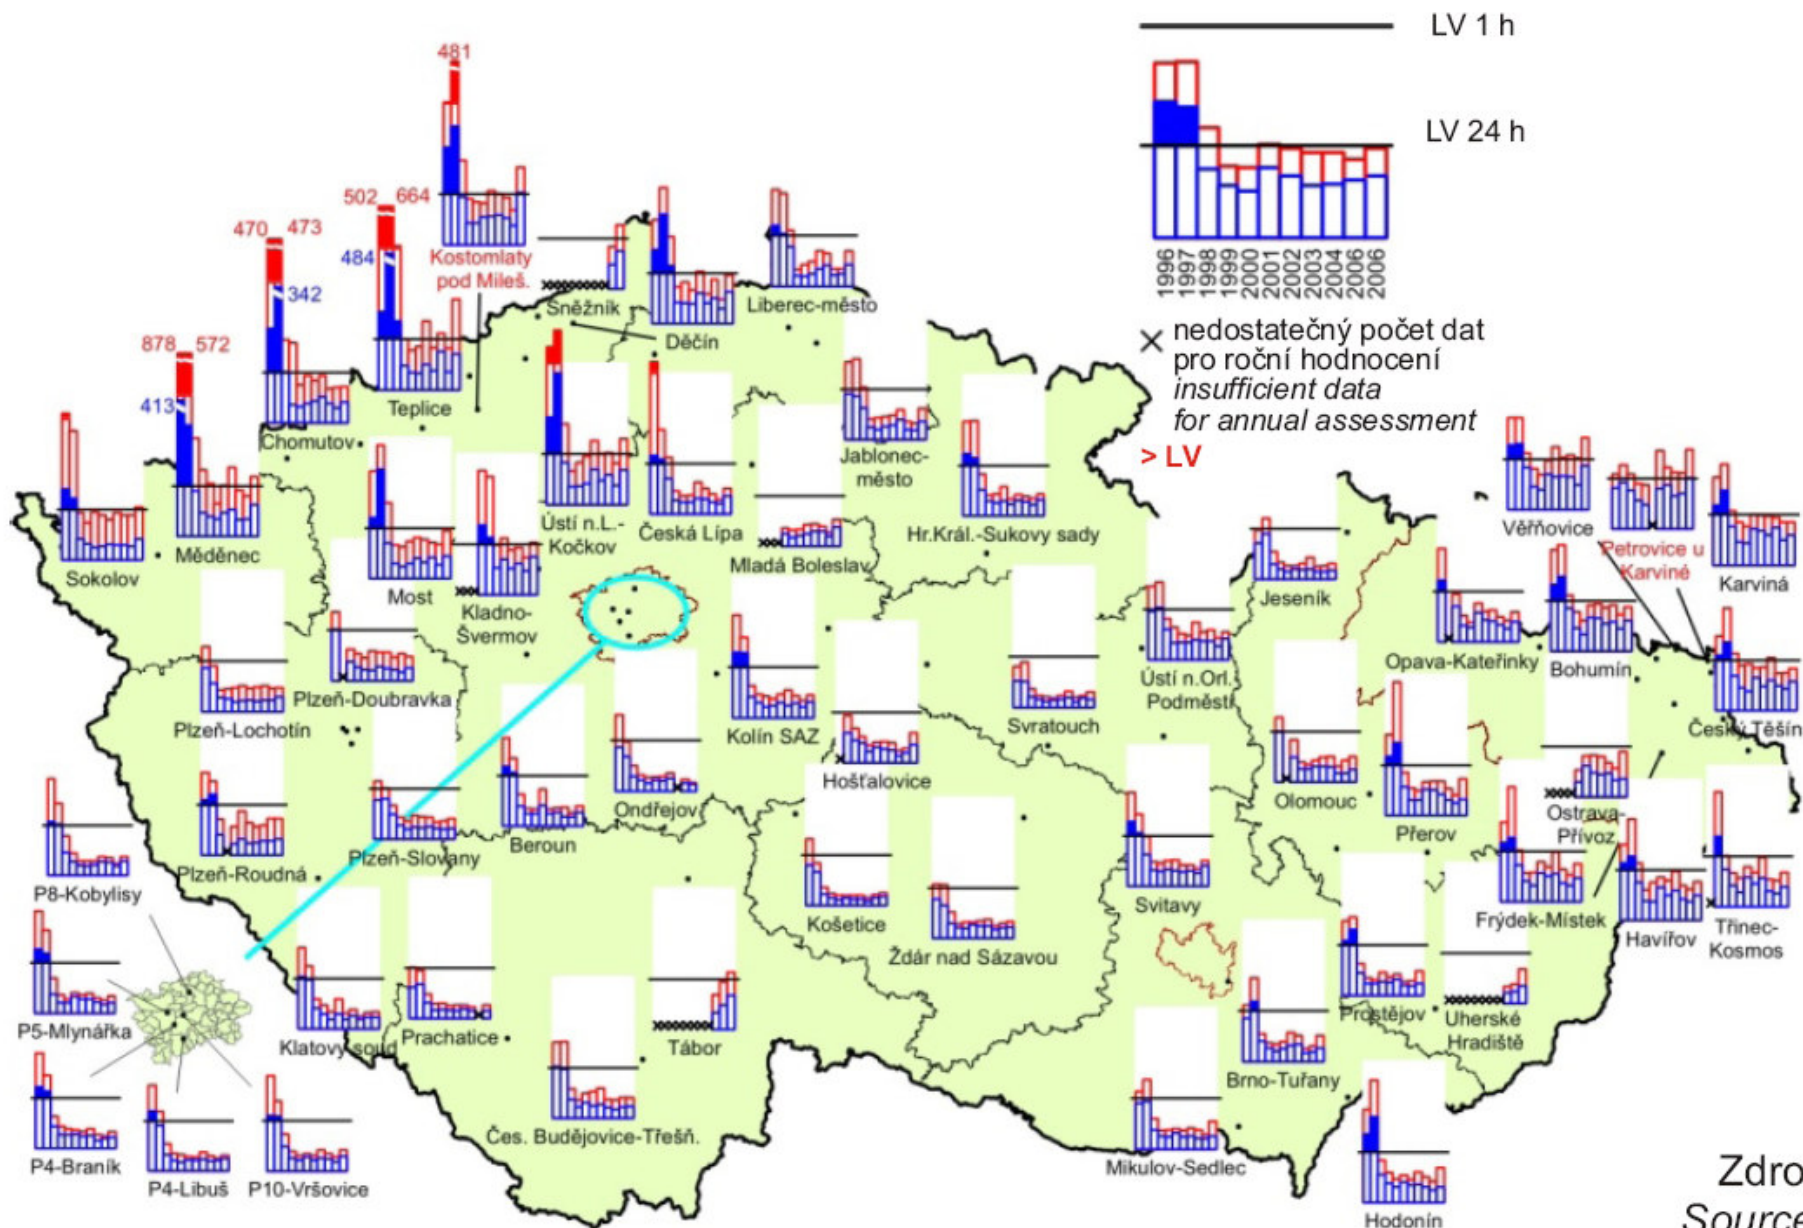 LV 1 h
LV 24 h
1996
1997
1998
1999
2000
2001
2002
2003
2004
2006
2006
× nedostatečný počet dat
pro roční hodnocení
insufficient data
for annual assessment
> LV
481
Kostomlaty
pod Mileš.
502 664
484
Teplice
470 473
342
Chomutov
878 572
413
Měděnec
Sokolov
Sněžník
Děčín
Liberec-město
Most
Kladno-
Švermov
Ústí n.L.-
Kočkov
Česká Lípa
Mladá Boleslav
Jablonec-
město
Hr.Král.-Sukovy sady
Věřňovice
Petrovice u
Karviné
Karviná
Jeseník
Opava-Kateřinky
Bohumín
Český Těšín
Plzeň-Lochotín
Plzeň-Doubravka
Plzeň-Roudná
Plzeň-Slovany
Beroun
Ondřejov
Kolín SAZ
Hošťalovice
Svratouch
Ústí n.Orl.
Podměstí
Olomouc
Přerov
Ostrava-
Přívoz
Frýdek-Místek
Havířov
Třinec-
Kosmos
Košetice
Ždár nad Sázavou
Svitavy
Prostějov
Uherské
Hradiště
Brno-Tuřany
Mikulov-Sedlec
Hodonín
Klatovy soud
Prachatice
Tábor
Čes. Budějovice-Třešň.
P8-Kobylisy
P5-Mlynářka
P4-Braník
P4-Libuš
P10-Vršovice
Zdro
Source